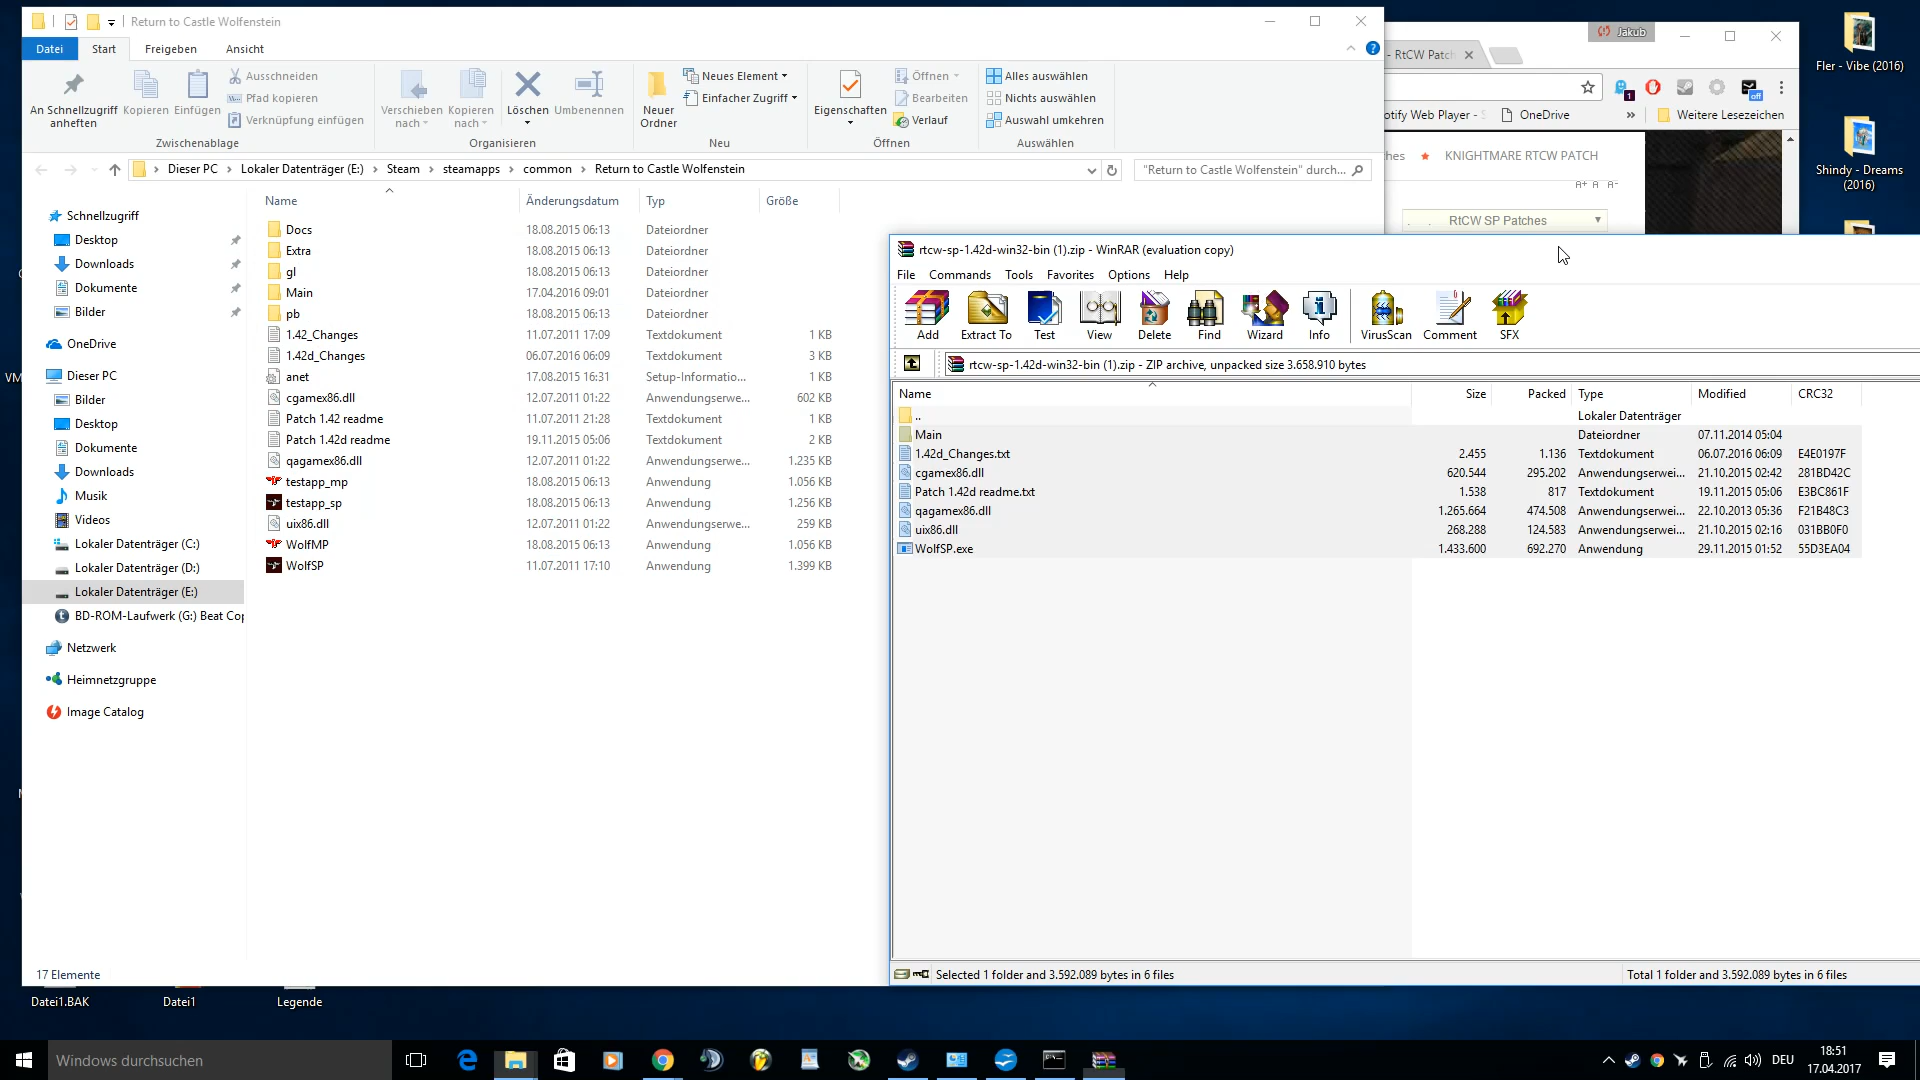 Return to Castle Wolfenstein
Datei Start Freigeben Ansicht
An Schnellzugriff anheften
Kopieren
Einfügen
Ausschneiden
Pfad kopieren
Verknüpfung einfügen
Zwischenablage
Verschieben nach
Kopieren nach
Löschen
Umbenennen
Organisieren
Neuer Ordner
Neues Element
Einfacher Zugriff
Neu
Eigenschaften
Öffnen
Bearbeiten
Verlauf
Öffnen
Alles auswählen
Nichts auswählen
Auswahl umkehren
Auswählen
Dieser PC > Lokaler Datenträger (E:) > Steam > steamapps > common > Return to Castle Wolfenstein
"Return to Castle Wolfenstein" durch...
Schnellzugriff
Desktop
Downloads
Dokumente
Bilder
OneDrive
Dieser PC
Bilder
Desktop
Dokumente
Downloads
Musik
Videos
Lokaler Datenträger (C:)
Lokaler Datenträger (D:)
Lokaler Datenträger (E:)
BD-ROM-Laufwerk (G:) Beat Cop
Netzwerk
Heimnetzgruppe
Image Catalog
Name Änderungsdatum Typ Größe
Docs 18.08.2015 06:13 Dateiordner
Extra 18.08.2015 06:13 Dateiordner
gl 18.08.2015 06:13 Dateiordner
Main 17.04.2016 09:01 Dateiordner
pb 18.08.2015 06:13 Dateiordner
1.42_Changes 11.07.2011 17:09 Textdokument 1 KB
1.42d_Changes 06.07.2016 06:09 Textdokument 3 KB
anet 17.08.2015 16:31 Setup-Informatio... 1 KB
cgamex86.dll 12.07.2011 01:22 Anwendungserwe... 602 KB
Patch 1.42 readme 11.07.2011 21:28 Textdokument 1 KB
Patch 1.42d readme 19.11.2015 05:06 Textdokument 2 KB
qagamex86.dll 12.07.2011 01:22 Anwendungserwe... 1.235 KB
testapp_mp 18.08.2015 06:13 Anwendung 1.056 KB
testapp_sp 18.08.2015 06:13 Anwendung 1.256 KB
uix86.dll 12.07.2011 01:22 Anwendungserwe... 259 KB
WolfMP 18.08.2015 06:13 Anwendung 1.056 KB
WolfSP 11.07.2011 17:10 Anwendung 1.399 KB
17 Elemente
Jakub
- RtCW Patch
1
off
otify Web Player -
OneDrive
»
Weitere Lesezeichen
hes
KNIGHTMARE RTCW PATCH
A+ A A-
RtCW SP Patches
rtcw-sp-1.42d-win32-bin (1).zip - WinRAR (evaluation copy)
File Commands Tools Favorites Options Help
Add Extract To Test View Delete Find Wizard Info VirusScan Comment SFX
rtcw-sp-1.42d-win32-bin (1).zip - ZIP archive, unpacked size 3.658.910 bytes
Name Size Packed Type Modified CRC32
.. Lokaler Datenträger
Main Dateiordner 07.11.2014 05:04
1.42d_Changes.txt 2.455 1.136 Textdokument 06.07.2016 06:09 E4E0197F
cgamex86.dll 620.544 295.202 Anwendungserwei... 21.10.2015 02:42 281BD42C
Patch 1.42d readme.txt 1.538 817 Textdokument 19.11.2015 05:06 E3BC861F
qagamex86.dll 1.265.664 474.508 Anwendungserwei... 22.10.2013 05:36 F21B48C3
uix86.dll 268.288 124.583 Anwendungserwei... 21.10.2015 02:16 031BB0F0
WolfSP.exe 1.433.600 692.270 Anwendung 29.11.2015 01:52 55D3EA04
Selected 1 folder and 3.592.089 bytes in 6 files
Total 1 folder and 3.592.089 bytes in 6 files
Fler - Vibe (2016)
Shindy - Dreams (2016)
VM
Datei1.BAK
Datei1
Legende
Windows durchsuchen
DEU
18:51
17.04.2017